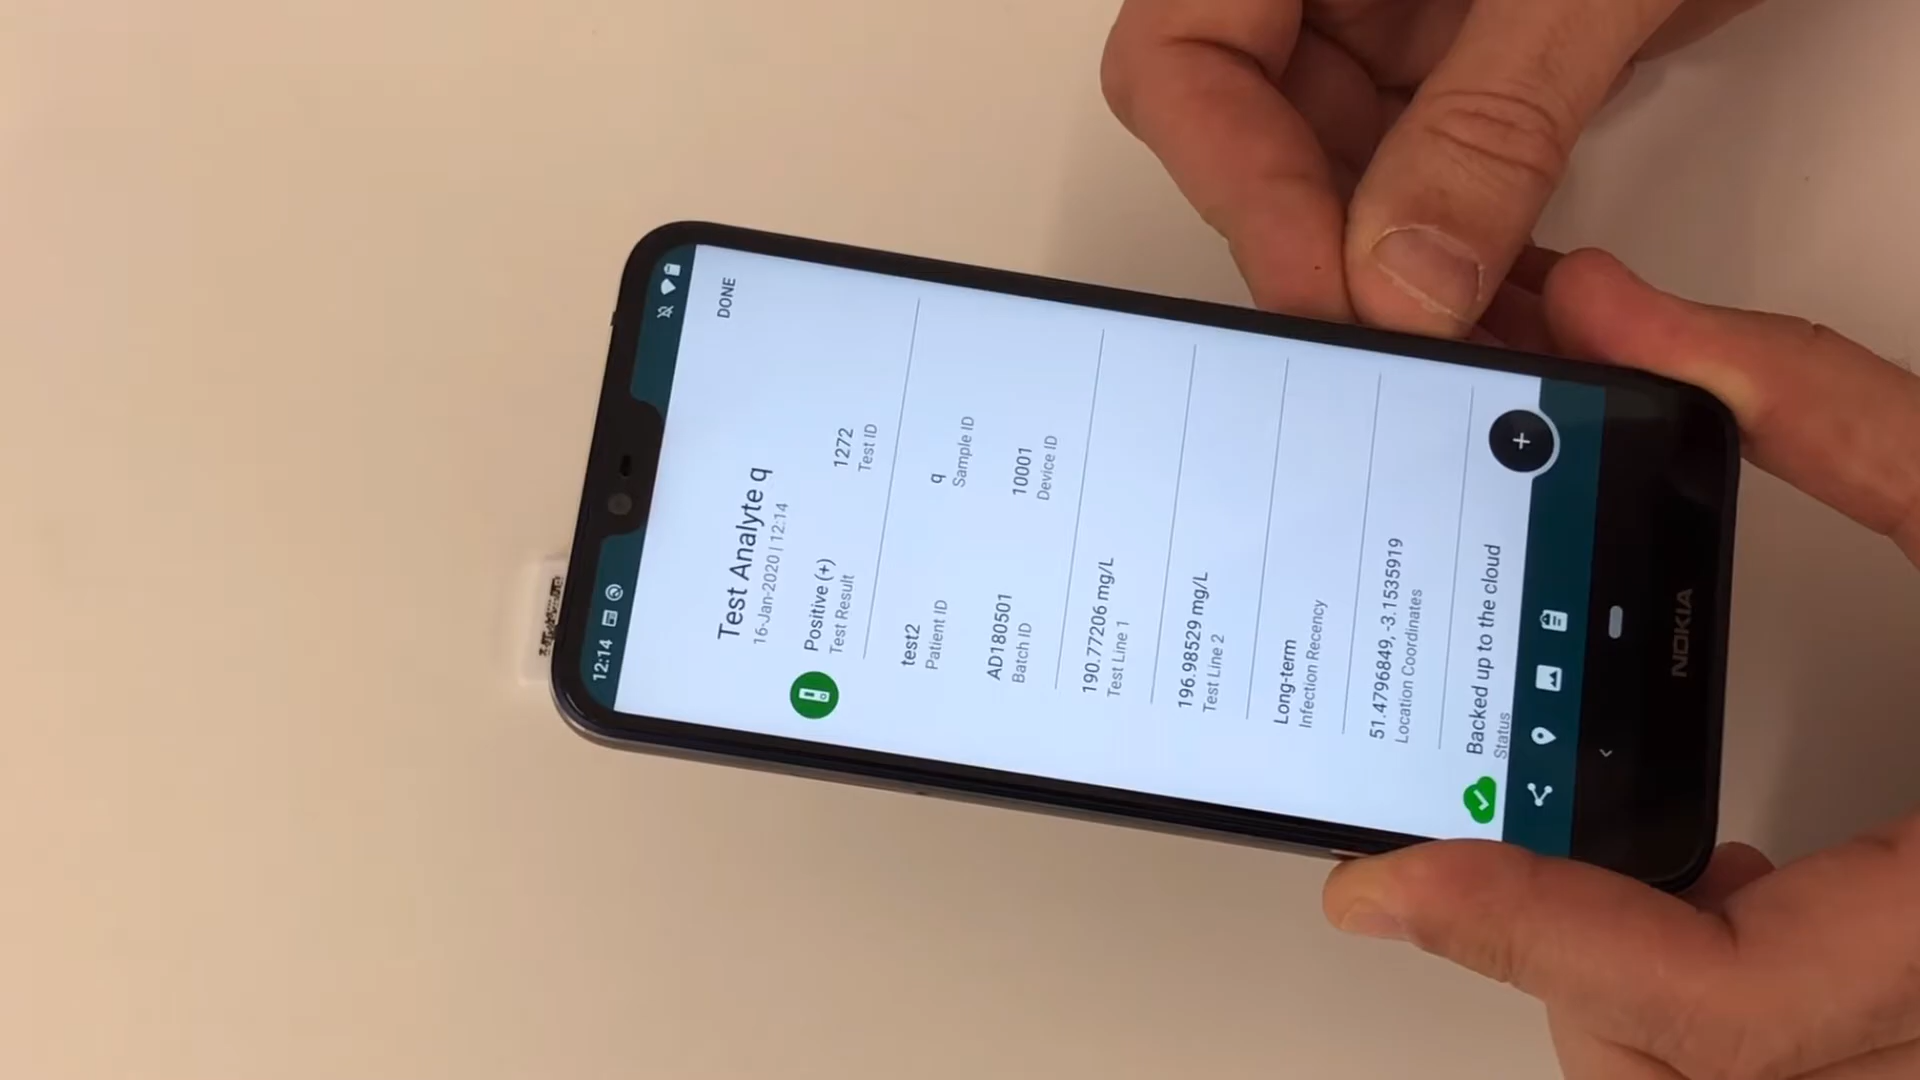 12:14
DONE
Test Analyte q
16-Jan-2020 | 12:14
Positive (+)
Test Result
1272
Test ID
test2
Patient ID
q
Sample ID
AD180501
Batch ID
10001
Device ID
190.77206 mg/L
Test Line 1
196.98529 mg/L
Test Line 2
Long-term
Infection Recency
51.4796849, -3.1535919
Location Coordinates
Backed up to the cloud
Status
+
NOKIA